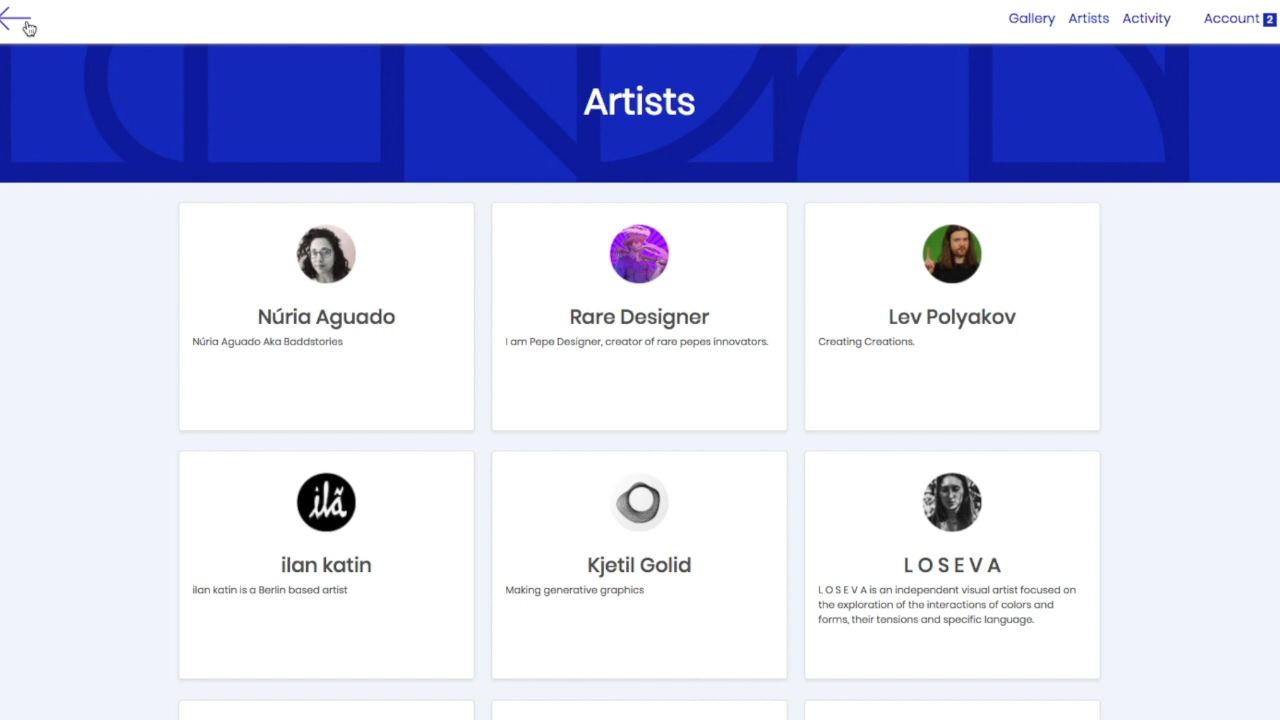 Gallery Artists Activity Account 2
Artists
Núria Aguado
Núria Aguado Aka Baddstories
Rare Designer
I am Pepe Designer, creator of rare pepes innovators.
Lev Polyakov
Creating Creations.
ilã
ilan katin
ilan katin is a Berlin based artist
Kjetil Golid
Making generative graphics
L O S E V A
L O S E V A is an independent visual artist focused on
the exploration of the interactions of colors and
forms, their tensions and specific language.